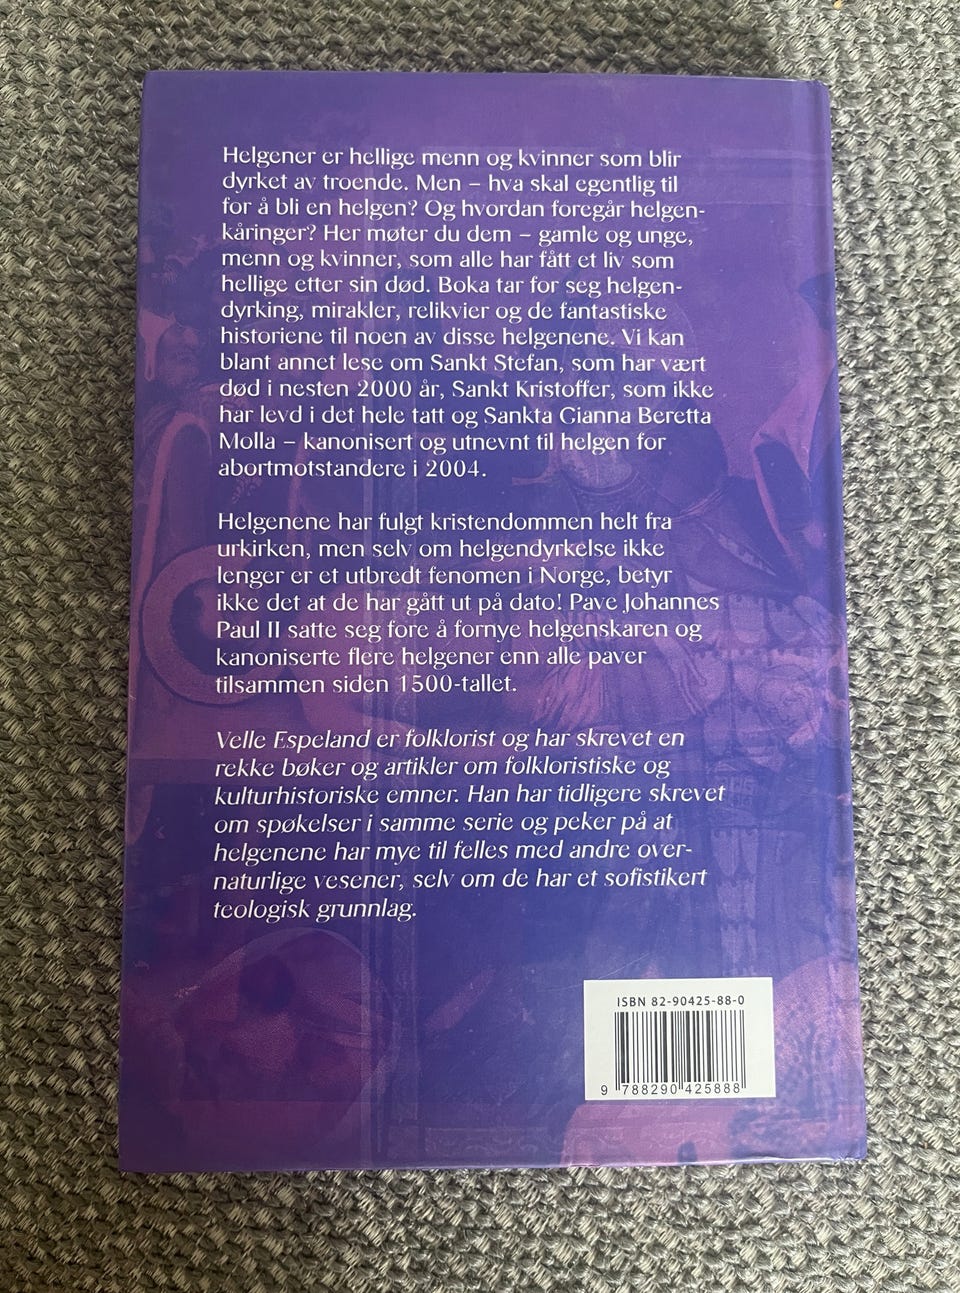 Helgener er hellige menn og kvinner som blir
dyrket av troende. Men – hva skal egentlig til
for å bli en helgen? Og hvordan foregår helgen-
kåringer? Her møter du dem – gamle og unge,
menn og kvinner, som alle har fått et liv som
hellige etter sin død. Boka tar for seg helgen-
dyrking, mirakler, relikvier og de fantastiske
historiene til noen av disse helgenene. Vi kan
blant annet lese om Sankt Stefan, som har vært
død i nesten 2000 år, Sankt Kristoffer, som ikke
har levd i det hele tatt og Sankta Gianna Beretta
Molla – kanonisert og utnevnt til helgen for
abortmotstandere i 2004.
Helgenene har fulgt kristendommen helt fra
urkirken, men selv om helgendyrkelse ikke
lenger er et utbredt fenomen i Norge, betyr
ikke det at de har gått ut på dato! Pave Johannes
Paul II satte seg fore å fornye helgenskaren og
kanoniserte flere helgener enn alle paver
tilsammen siden 1500-tallet.
Velle Espeland er folklorist og har skrevet en
rekke bøker og artikler om folkloristiske og
kulturhistoriske emner. Han har tidligere skrevet
om spøkelser i samme serie og peker på at
helgenene har mye til felles med andre over-
naturlige vesener, selv om de har et sofistikert
teologisk grunnlag.
ISBN 82-90425-88-0
9 788290 425888